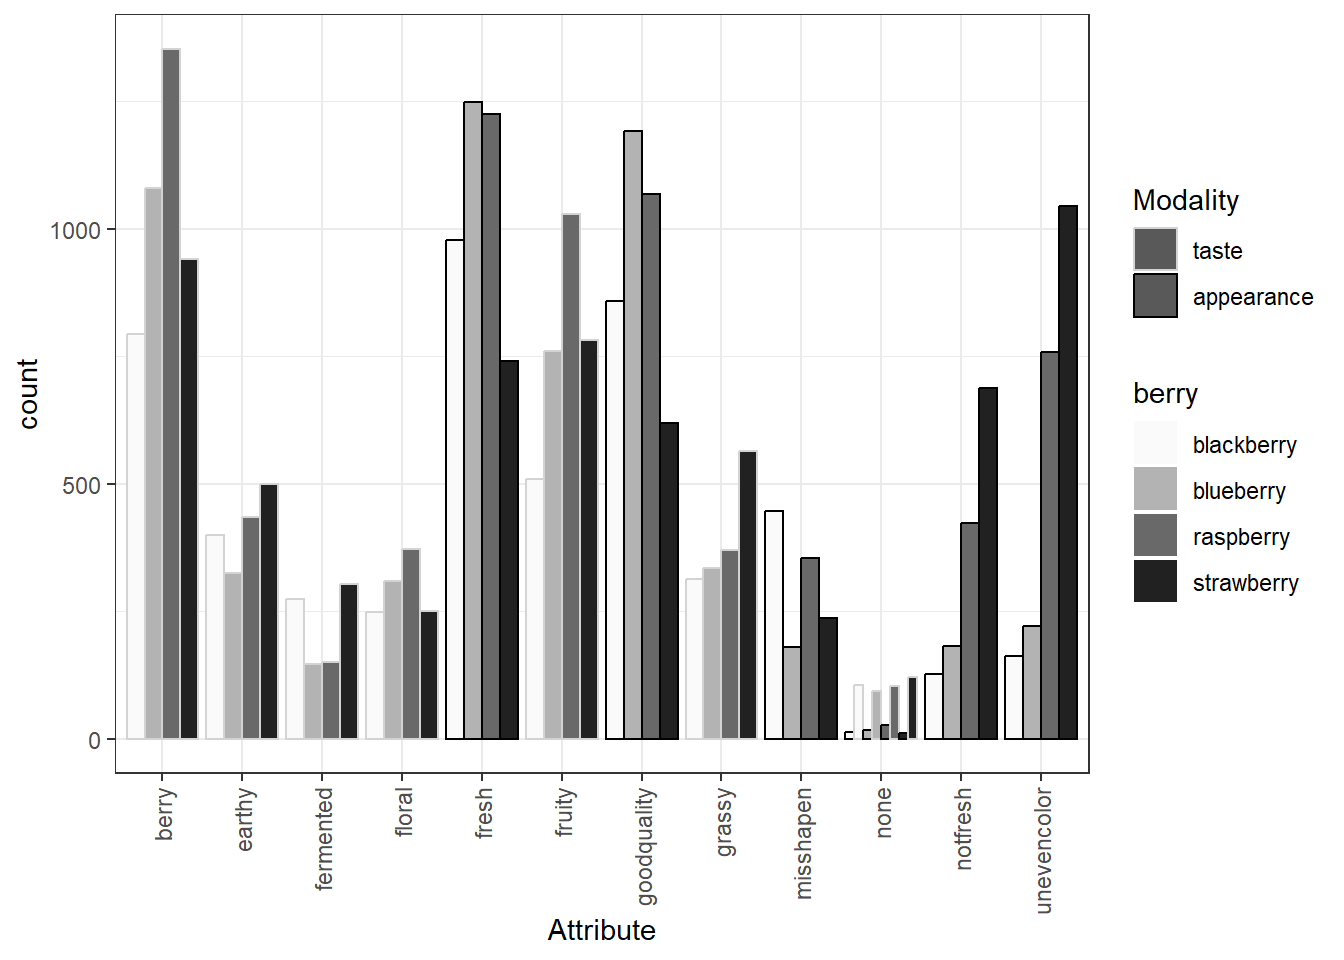 count
1000
500
0
berry
earthy
fermented
floral
fresh
fruity
goodquality
grassy
misshapen
none
notfresh
unevencolor
Attribute
Modality
taste
appearance
berry
blackberry
blueberry
raspberry
strawberry